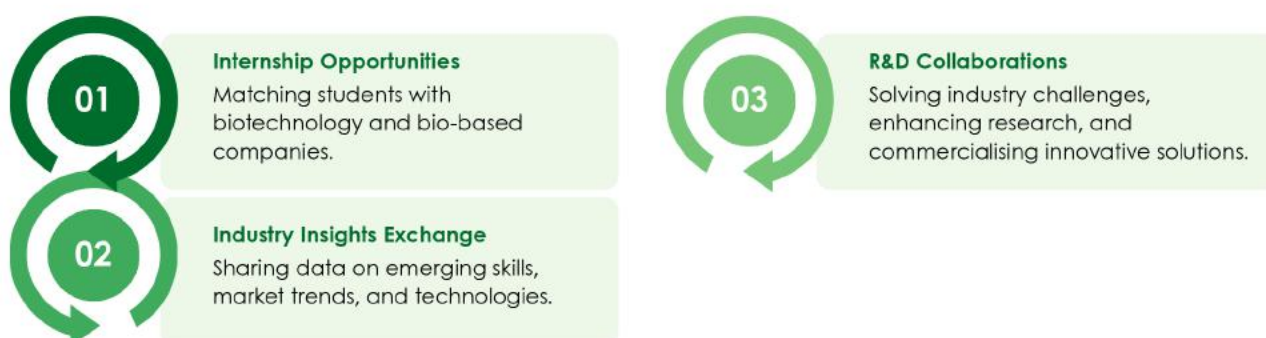 01
Internship Opportunities
Matching students with
biotechnology and bio-based
companies.
02
Industry Insights Exchange
Sharing data on emerging skills,
market trends, and technologies.
03
R&D Collaborations
Solving industry challenges,
enhancing research, and
commercialising innovative solutions.